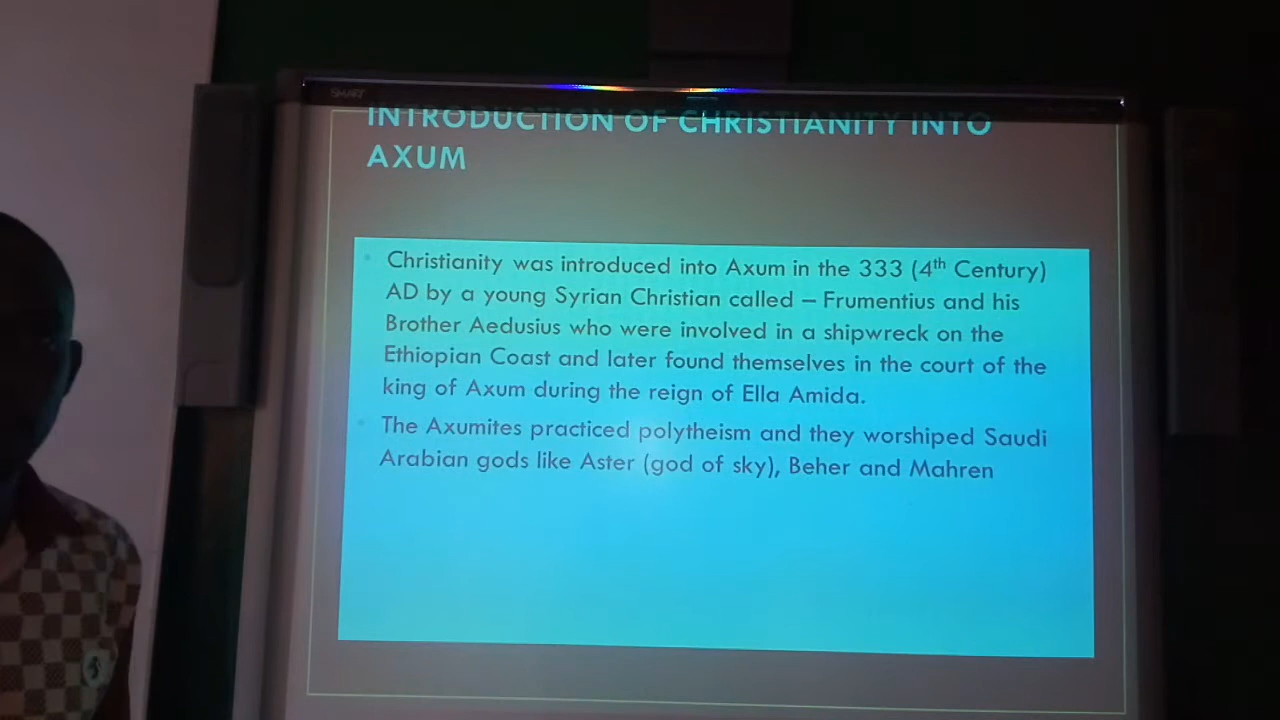 SMART
INTRODUCTION OF CHRISTIANITY INTO
AXUM
Christianity was introduced into Axum in the 333 (4th Century)
AD by a young Syrian Christian called – Frumentius and his
Brother Aedusius who were involved in a shipwreck on the
Ethiopian Coast and later found themselves in the court of the
king of Axum during the reign of Ella Amida.
The Axumites practiced polytheism and they worshiped Saudi
Arabian gods like Aster (god of sky), Beher and Mahren